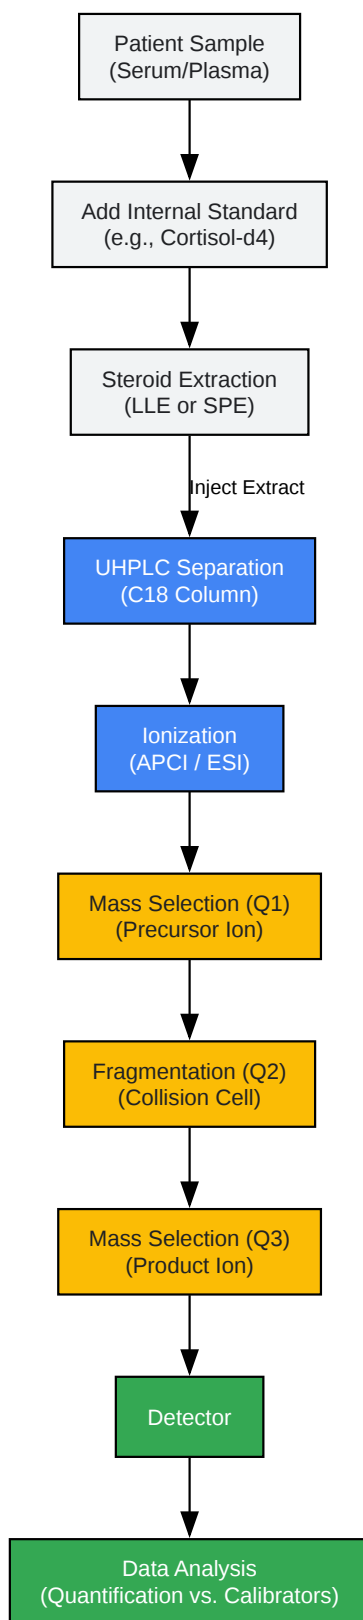 Patient Sample
(Serum/Plasma)
Add Internal Standard
(e.g., Cortisol-d4)
Steroid Extraction
(LLE or SPE)
Inject Extract
UHPLC Separation
(C18 Column)
Ionization
(APCI / ESI)
Mass Selection (Q1)
(Precursor Ion)
Fragmentation (Q2)
(Collision Cell)
Mass Selection (Q3)
(Product Ion)
Detector
Data Analysis
(Quantification vs. Calibrators)